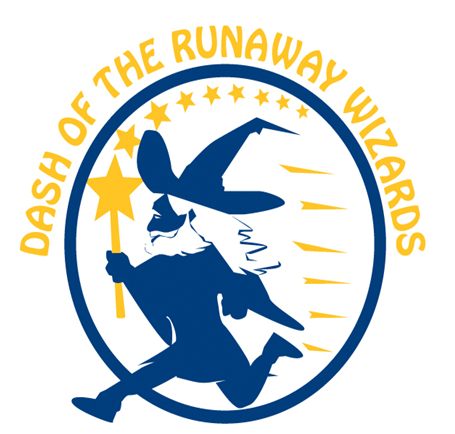 DASH OF THE RUNAWAY WIZARDS